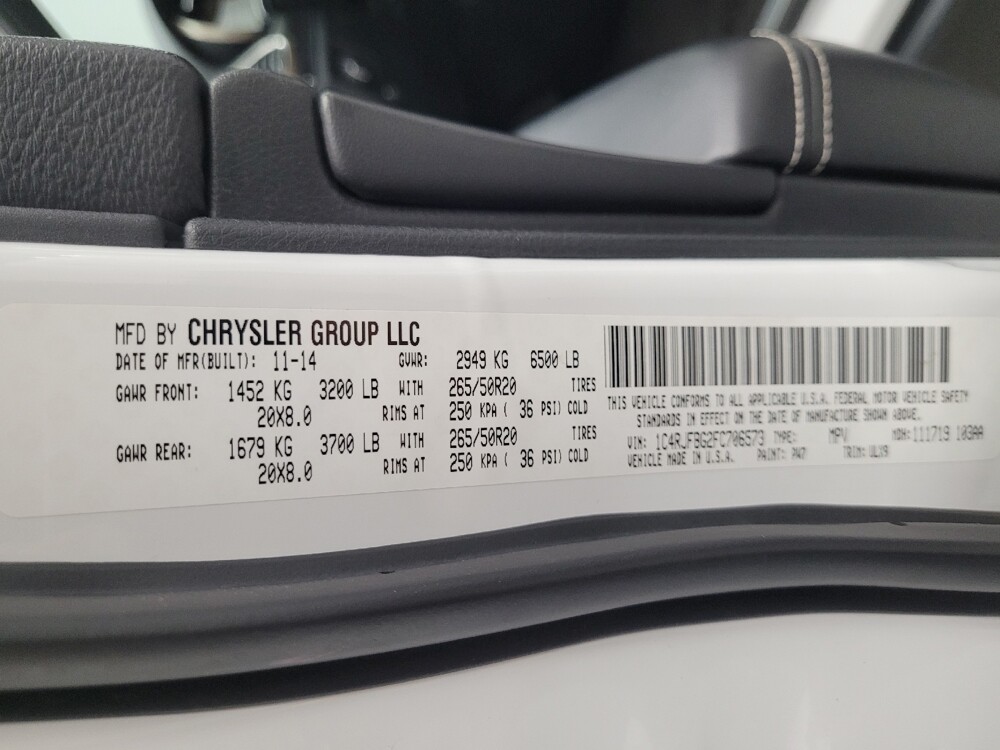 MFD BY CHRYSLER GROUP LLC
DATE OF MFR(BUILT): 11-14 GVWR: 2949 KG 6500 LB
GAWR FRONT: 1452 KG 3200 LB WITH 265/50R20 TIRES
20X8.0 RIMS AT 250 KPA ( 36 PSI) COLD
GAWR REAR: 1679 KG 3700 LB WITH 265/50R20 TIRES
20X8.0 RIMS AT 250 KPA ( 36 PSI) COLD
THIS VEHICLE CONFORMS TO ALL APPLICABLE U.S.A. FEDERAL MOTOR VEHICLE SAFETY
STANDARDS IN EFFECT ON THE DATE OF MANUFACTURE SHOWN ABOVE.
VIN: 1C4RJFBG2FC706573 TYPE: MPV MDH: 111719 103AA
VEHICLE MADE IN U.S.A. PAINT: PW7 TRIM: ULX9